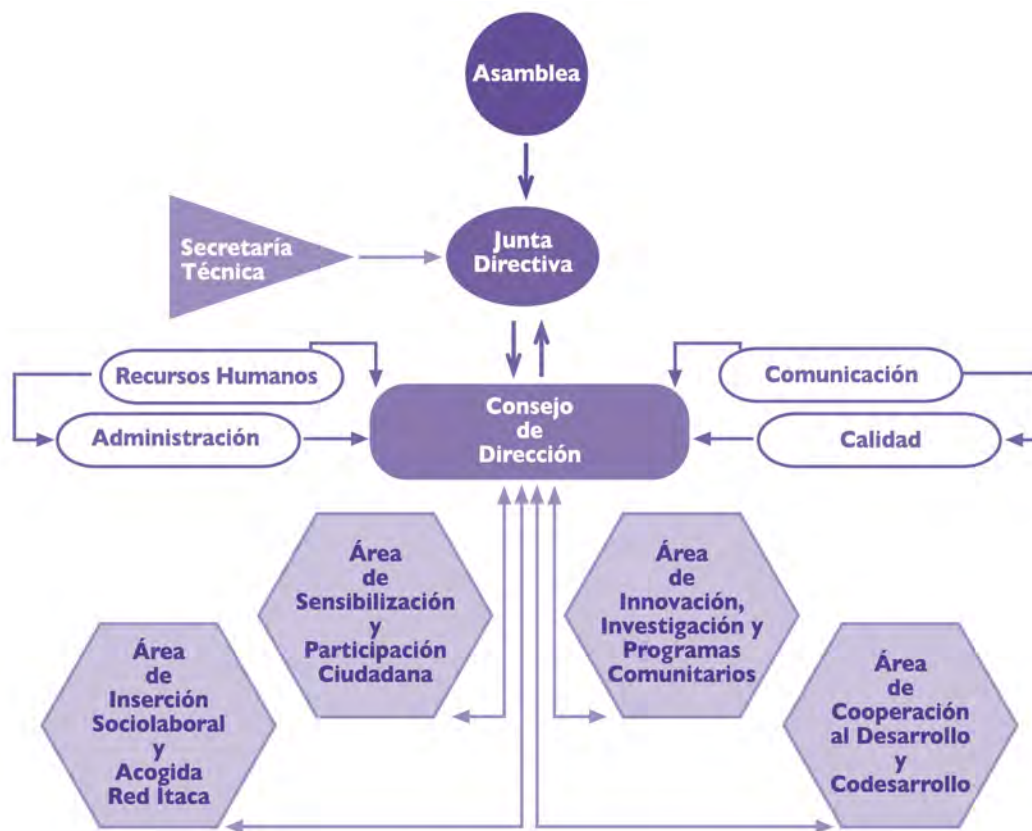 Asamblea
Secretaría
Técnica
Junta
Directiva
Recursos Humanos
Administración
Consejo
de
Dirección
Comunicación
Calidad
Área
de
Sensibilización
y
Participación
Ciudadana
Área
de
Innovación,
Investigación y
Programas
Comunitarios
Área
de
Inserción
Sociolaboral
y
Acogida
Red Itaca
Área
de
Cooperación
al Desarrollo
y
Codesarrollo